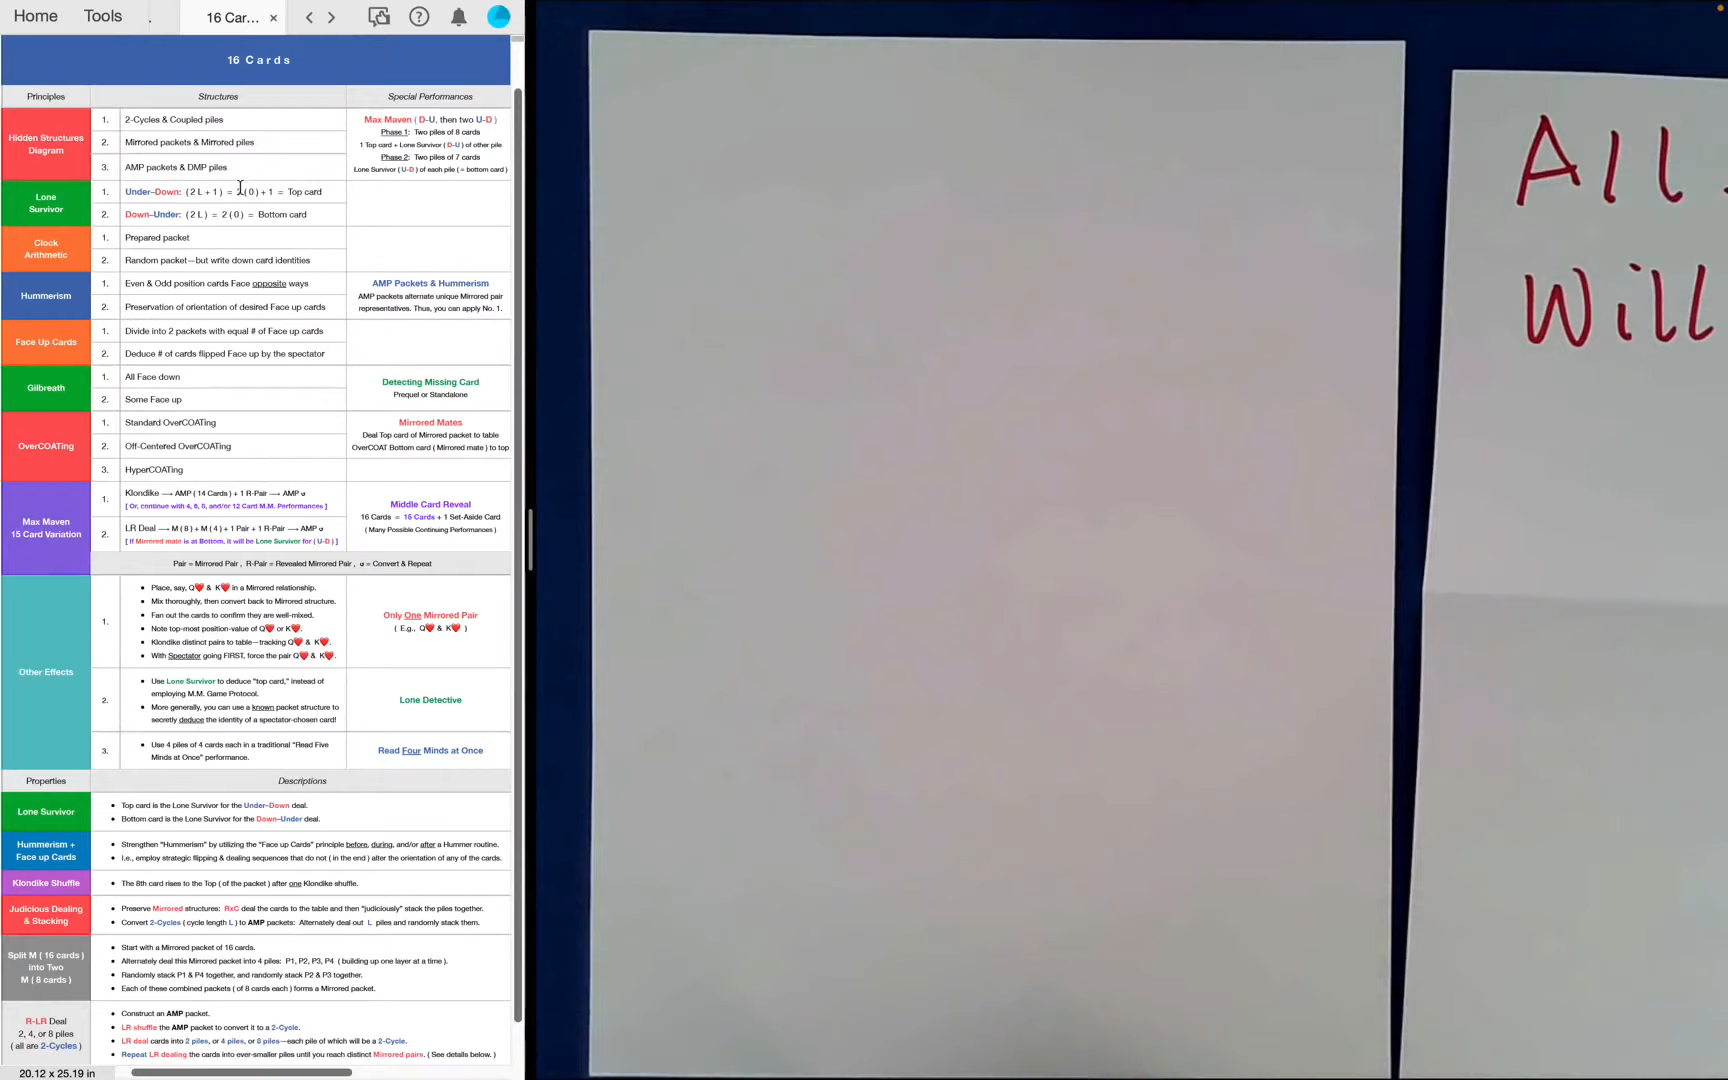 Home Tools . 16 Car... ×
16 Cards
Principles Structures Special Performances
Hidden Structures
Diagram
1. 2-Cycles & Coupled piles
2. Mirrored packets & Mirrored piles
3. AMP packets & DMP piles
Max Maven ( D-U, then two U-D )
Phase 1: Two piles of 8 cards
1 Top card + Lone Survivor ( D-U ) of other pile
Phase 2: Two piles of 7 cards
Lone Survivor ( U-D ) of each pile ( = bottom card )
Lone
Survivor
1. Under–Down: ( 2 L + 1 ) = 2 ( 0 ) + 1 = Top card
2. Down–Under: ( 2 L ) = 2 ( 0 ) = Bottom card
Clock
Arithmetic
1. Prepared packet
2. Random packet—but write down card identities
Hummerism
1. Even & Odd position cards Face opposite ways
2. Preservation of orientation of desired Face up cards
AMP Packets & Hummerism
AMP packets alternate unique Mirrored pair
representatives. Thus, you can apply No. 1.
Face Up Cards
1. Divide into 2 packets with equal # of Face up cards
2. Deduce # of cards flipped Face up by the spectator
Gilbreath
1. All Face down
2. Some Face up
Detecting Missing Card
Prequel or Standalone
OverCOATing
1. Standard OverCOATing
2. Off-Centered OverCOATing
3. HyperCOATing
Mirrored Mates
Deal Top card of Mirrored packet to table
OverCOAT Bottom card ( Mirrored mate ) to top
Max Maven
15 Card Variation
1. Klondike ⟶ AMP ( 14 Cards ) + 1 R-Pair ⟶ AMP σ
[ Or, continue with 4, 6, 8, and/or 12 Card M.M. Performances ]
2. LR Deal ⟶ M ( 8 ) + M ( 4 ) + 1 Pair + 1 R-Pair ⟶ AMP σ
[ If Mirrored mate is at Bottom, it will be Lone Survivor for ( U-D ) ]
Middle Card Reveal
16 Cards = 15 Cards + 1 Set-Aside Card
( Many Possible Continuing Performances )
Pair = Mirrored Pair , R-Pair = Revealed Mirrored Pair , σ = Convert & Repeat
Other Effects
1.
• Place, say, Q♥ & K♥ in a Mirrored relationship.
• Mix thoroughly, then convert back to Mirrored structure.
• Fan out the cards to confirm they are well-mixed.
• Note top-most position-value of Q♥ or K♥.
• Klondike distinct pairs to table—tracking Q♥ & K♥.
• With Spectator going FIRST, force the pair Q♥ & K♥.
Only One Mirrored Pair
( E.g., Q♥ & K♥ )
2.
• Use Lone Survivor to deduce “top card,” instead of
employing M.M. Game Protocol.
• More generally, you can use a known packet structure to
secretly deduce the identity of a spectator-chosen card!
Lone Detective
3.
• Use 4 piles of 4 cards each in a traditional “Read Five
Minds at Once” performance.
Read Four Minds at Once
Properties Descriptions
Lone Survivor
• Top card is the Lone Survivor for the Under–Down deal.
• Bottom card is the Lone Survivor for the Down–Under deal.
Hummerism +
Face up Cards
• Strengthen “Hummerism” by utilizing the “Face up Cards” principle before, during, and/or after a Hummer routine.
• I.e., employ strategic flipping & dealing sequences that do not ( in the end ) alter the orientation of any of the cards.
Klondike Shuffle
• The 8th card rises to the Top ( of the packet ) after one Klondike shuffle.
Judicious Dealing
& Stacking
• Preserve Mirrored structures: RxC deal the cards to the table and then “judiciously” stack the piles together.
• Convert 2-Cycles ( cycle length L ) to AMP packets: Alternately deal out L piles and randomly stack them.
Split M ( 16 cards )
into Two
M ( 8 cards )
• Start with a Mirrored packet of 16 cards.
• Alternately deal this Mirrored packet into 4 piles: P1, P2, P3, P4 ( building up one layer at a time ).
• Randomly stack P1 & P4 together, and randomly stack P2 & P3 together.
• Each of these combined packets ( of 8 cards each ) forms a Mirrored packet.
R-LR Deal
2, 4, or 8 piles
( all are 2-Cycles )
• Construct an AMP packet.
• LR shuffle the AMP packet to convert it to a 2-Cycle.
• LR deal cards into 2 piles, or 4 piles, or 8 piles—each pile of which will be a 2-Cycle.
• Repeat LR dealing the cards into ever-smaller piles until you reach distinct Mirrored pairs. ( See details below. )
20.12 x 25.19 in
All
Will